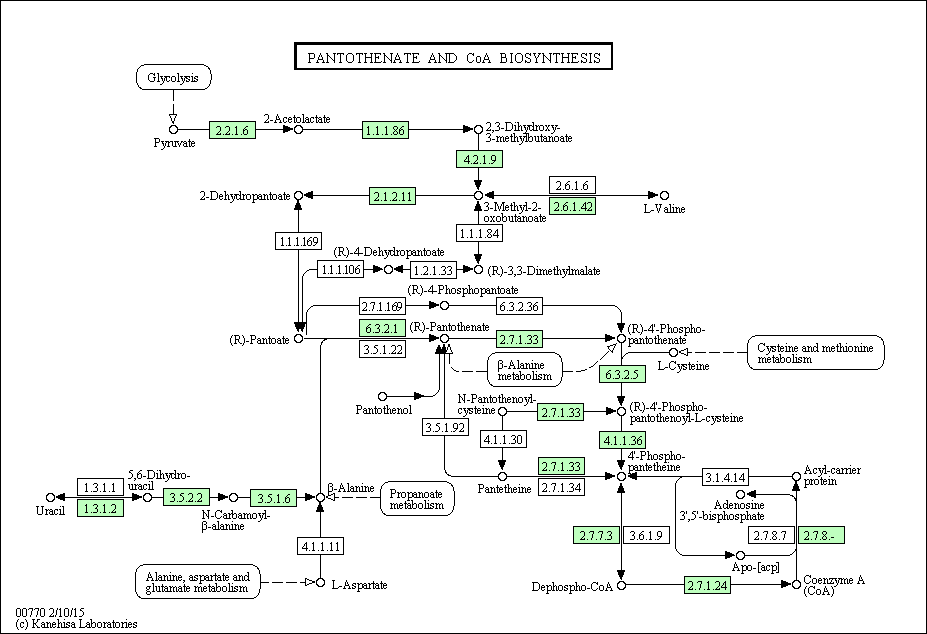 PANTOTHENATE AND CoA BIOSYNTHESIS
Glycolysis
2-Acetolactate
Pyruvate
2.2.1.6
1.1.1.86
2,3-Dihydroxy-
3-methylbutanoate
4.2.1.9
2-Dehydropantoate
2.1.2.11
2.6.1.6
2.6.1.42
L-Valine
3-Methyl-2-
oxobutanoate
1.1.1.84
1.1.1.169
(R)-4-Dehydropantoate
1.1.1.106
1.2.1.33
(R)-3,3-Dimethylmalate
(R)-4-Phosphopantoate
2.7.1.169
6.3.2.36
(R)-Pantoate
6.3.2.1
3.5.1.22
(R)-Pantothenate
2.7.1.33
(R)-4'-Phospho-
pantothenate
Cysteine and methionine
metabolism
L-Cysteine
β-Alanine
metabolism
6.3.2.5
Pantothenol
N-Pantothenoyl-
cysteine
2.7.1.33
(R)-4'-Phospho-
pantothenoyl-L-cysteine
3.5.1.92
4.1.1.30
4.1.1.36
4'-Phospho-
pantetheine
2.7.1.33
2.7.1.34
Pantetheine
3.1.4.14
Acyl-carrier
protein
Adenosine
3',5'-bisphosphate
5,6-Dihydro-
uracil
1.3.1.1
1.3.1.2
Uracil
3.5.2.2
N-Carbamoyl-
β-alanine
3.5.1.6
β-Alanine
Propanoate
metabolism
2.7.7.3
3.6.1.9
2.7.8.7
2.7.8.-
Apo-[acp]
4.1.1.11
Alanine, aspartate and
glutamate metabolism
L-Aspartate
Dephospho-CoA
2.7.1.24
Coenzyme A
(CoA)
00770 2/10/15
(c) Kanehisa Laboratories